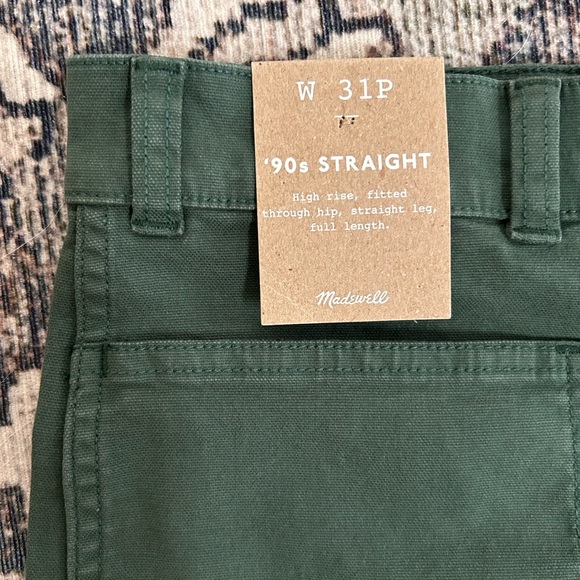 W 31P
'90s STRAIGHT
High rise, fitted
through hip, straight leg,
full length.
Madewell